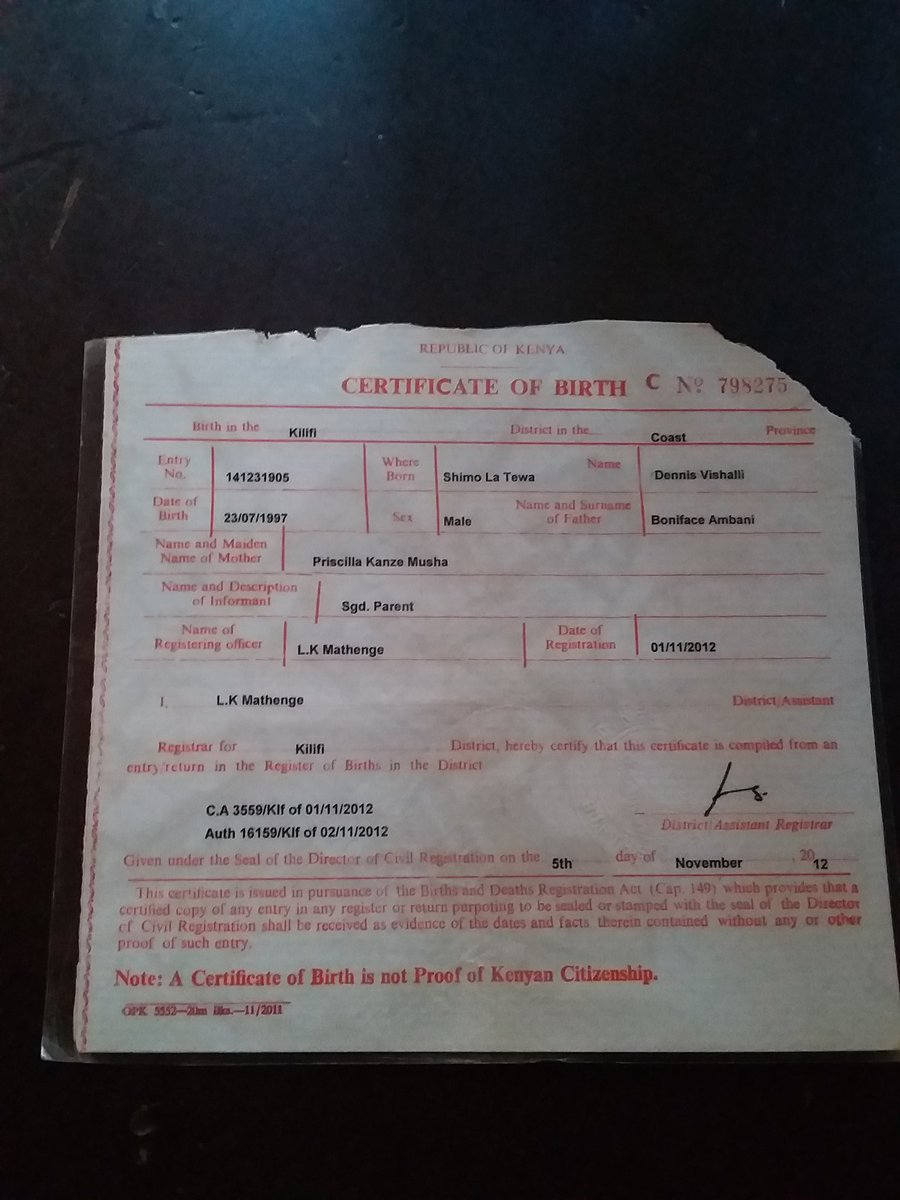 REPUBLIC OF KENYA
CERTIFICATE OF BIRTH C Nº 798275
Birth in the Kilifi District in the Coast Province
Entry No. 141231905 Where Born Shimo La Tewa Name Dennis Vishalli
Date of Birth 23/07/1997 Sex Male Name and Surname of Father Boniface Ambani
Name and Maiden Name of Mother Priscilla Kanze Musha
Name and Description of Informant Sgd. Parent
Name of Registering officer L.K Mathenge Date of Registration 01/11/2012
I, L.K Mathenge District/Assistant
Registrar for Kilifi District, hereby certify that this certificate is compiled from an
entry/return in the Register of Births in the District
C.A 3559/Klf of 01/11/2012
Auth 16159/Klf of 02/11/2012
District/Assistant Registrar
Given under the Seal of the Director of Civil Registration on the 5th day of November, 2012
This certificate is issued in pursuance of the Births and Deaths Registration Act (Cap. 149) which provides that a
certified copy of any entry in any register or return purpoting to be sealed or stamped with the seal of the Director
of Civil Registration shall be received as evidence of the dates and facts therein contained without any or other
proof of such entry.
Note: A Certificate of Birth is not Proof of Kenyan Citizenship.
GPK 5552—20m Bks.—11/2011